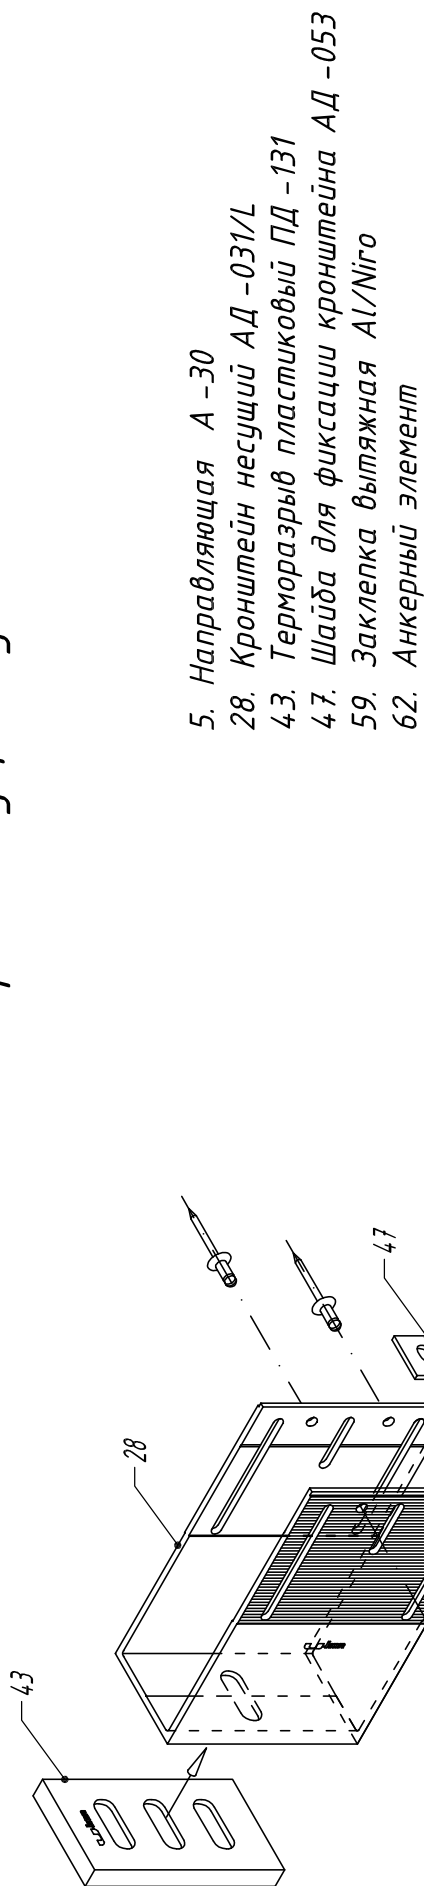 5. Направляющая А-30
28. Кронштейн несущий АД-031/L
43. Терморазрыв пластиковый ПД-131
47. Шайба для фиксации кронштейна АД-053
59. Заклепка вытяжная Al/Niro
62. Анкерный элемент
43
28
47